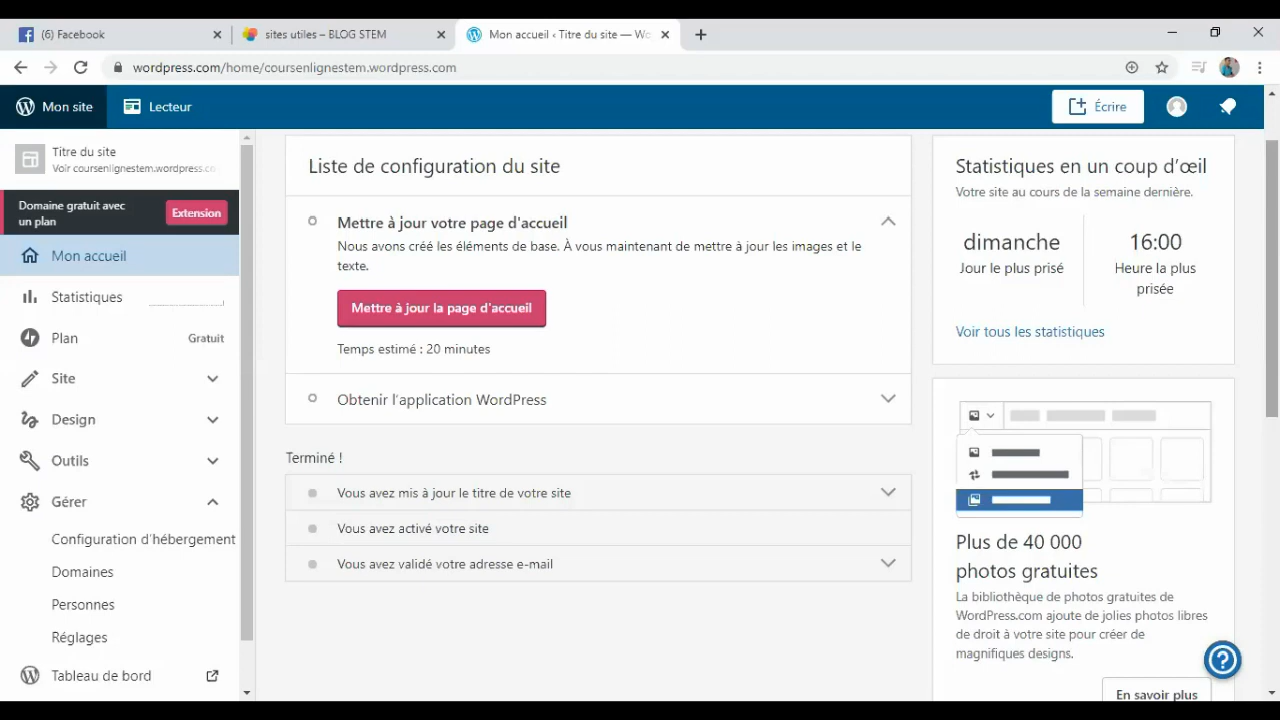 (6) Facebook
sites utiles – BLOG STEM
Mon accueil ‹ Titre du site — Wo
wordpress.com/home/coursenlignestem.wordpress.com
Mon site
Lecteur
Écrire
Titre du site
Voir coursenlignestem.wordpress.co
Domaine gratuit avec
un plan
Extension
Mon accueil
Statistiques
Plan
Gratuit
Site
Design
Outils
Gérer
Configuration d'hébergement
Domaines
Personnes
Réglages
Tableau de bord
Liste de configuration du site
Mettre à jour votre page d'accueil
Nous avons créé les éléments de base. À vous maintenant de mettre à jour les images et le
texte.
Mettre à jour la page d'accueil
Temps estimé : 20 minutes
Obtenir l'application WordPress
Terminé !
Vous avez mis à jour le titre de votre site
Vous avez activé votre site
Vous avez validé votre adresse e-mail
Statistiques en un coup d'œil
Votre site au cours de la semaine dernière.
dimanche
Jour le plus prisé
16:00
Heure la plus
prisée
Voir tous les statistiques
Plus de 40 000
photos gratuites
La bibliothèque de photos gratuites de
WordPress.com ajoute de jolies photos libres
de droit à votre site pour créer de
magnifiques designs.
En savoir plus